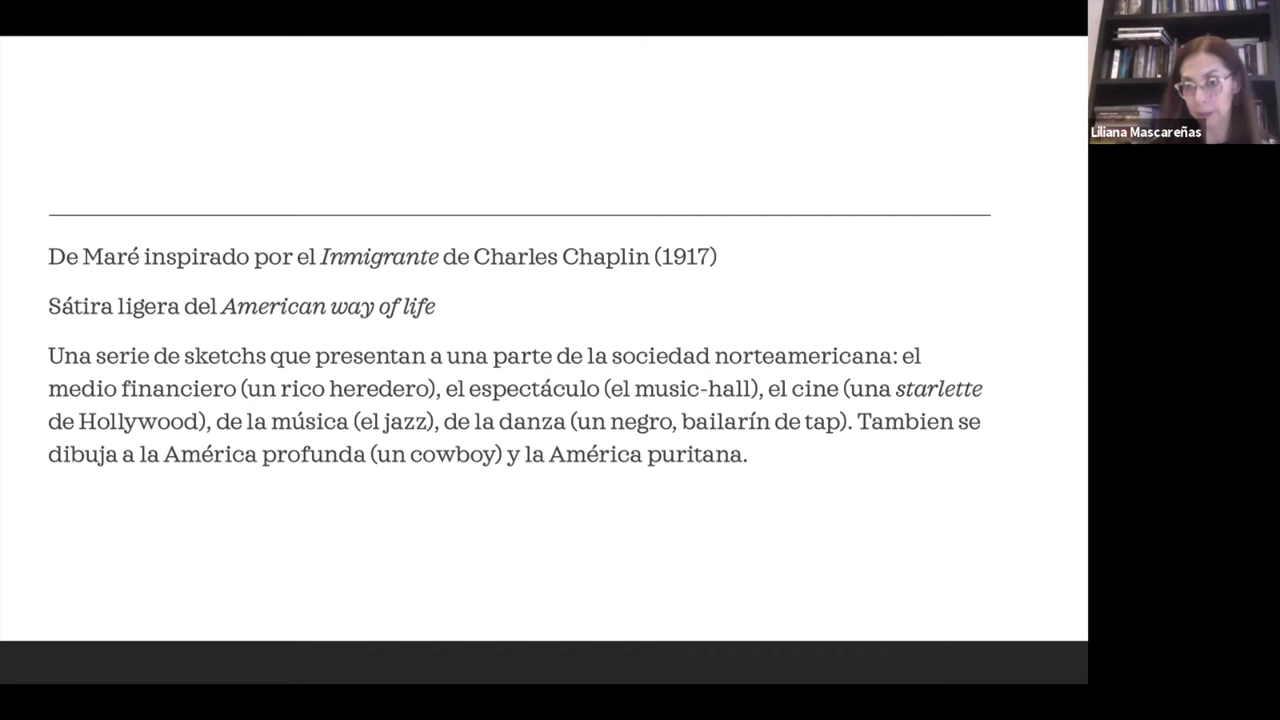 De Maré inspirado por el Inmigrante de Charles Chaplin (1917)
Sátira ligera del American way of life
Una serie de sketchs que presentan a una parte de la sociedad norteamericana: el
medio financiero (un rico heredero), el espectáculo (el music-hall), el cine (una starlette
de Hollywood), de la música (el jazz), de la danza (un negro, bailarín de tap). Tambien se
dibuja a la América profunda (un cowboy) y la América puritana.
Liliana Mascareñas